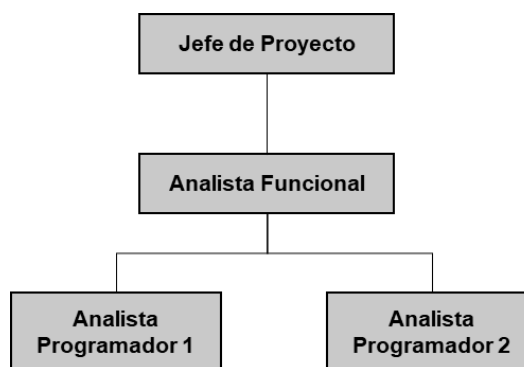 Jefe de Proyecto
Analista Funcional
Analista
Programador 1
Analista
Programador 2